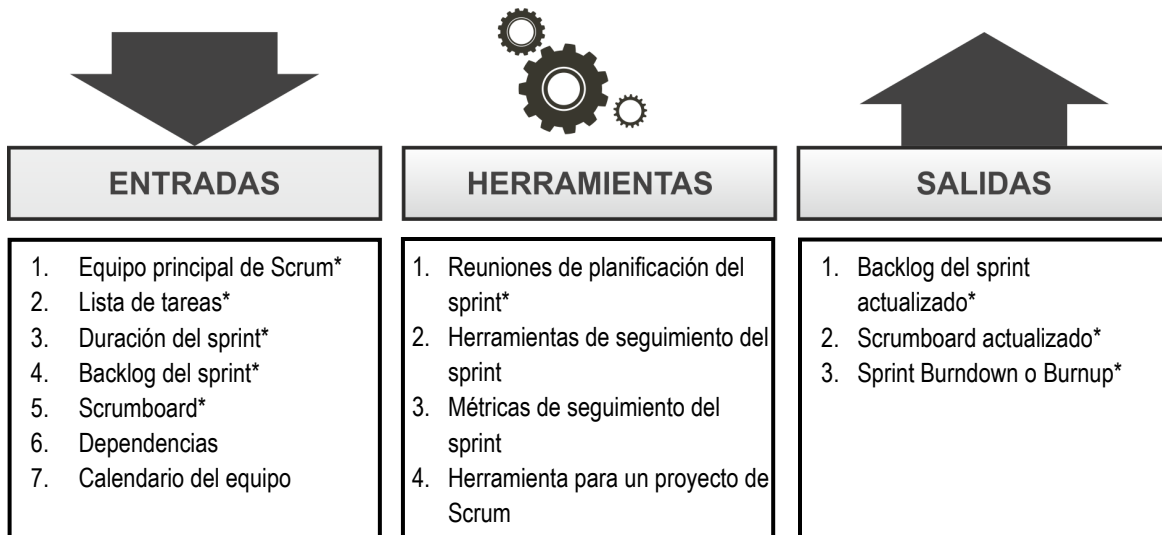 ENTRADAS
1. Equipo principal de Scrum*
2. Lista de tareas*
3. Duración del sprint*
4. Backlog del sprint*
5. Scrumboard*
6. Dependencias
7. Calendario del equipo
HERRAMIENTAS
1. Reuniones de planificación del
sprint*
2. Herramientas de seguimiento del
sprint
3. Métricas de seguimiento del
sprint
4. Herramienta para un proyecto de
Scrum
SALIDAS
1. Backlog del sprint
actualizado*
2. Scrumboard actualizado*
3. Sprint Burndown o Burnup*